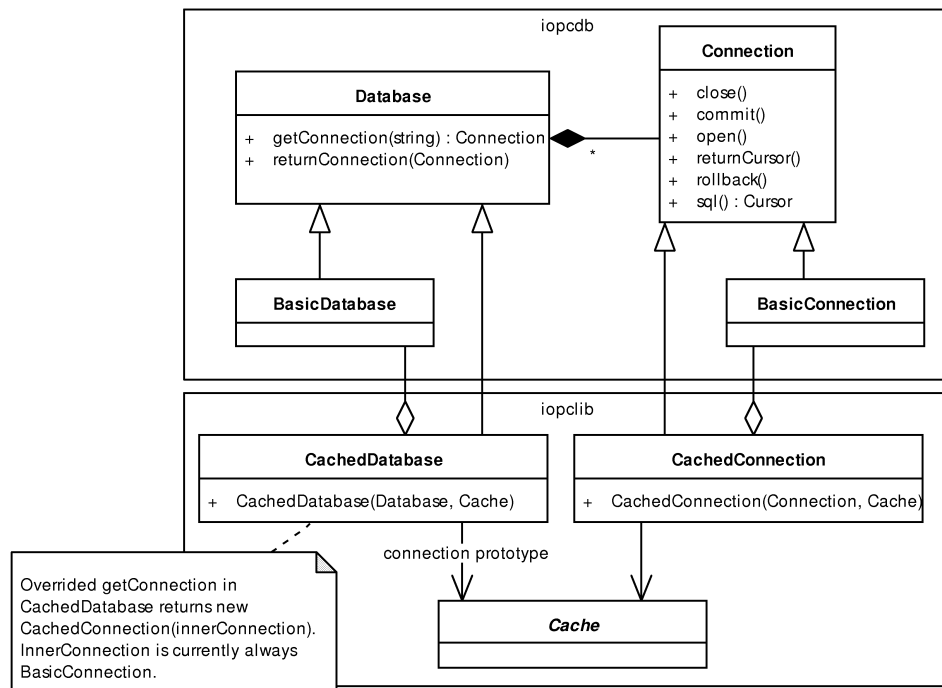 iopcdb
Database
+ getConnection(string) : Connection
+ returnConnection(Connection)
*
Connection
+ close()
+ commit()
+ open()
+ returnCursor()
+ rollback()
+ sql() : Cursor
BasicDatabase
BasicConnection
iopclib
CachedDatabase
+ CachedDatabase(Database, Cache)
CachedConnection
+ CachedConnection(Connection, Cache)
connection prototype
Cache
Overrided getConnection in
CachedDatabase returns new
CachedConnection(innerConnection).
InnerConnection is currently always
BasicConnection.